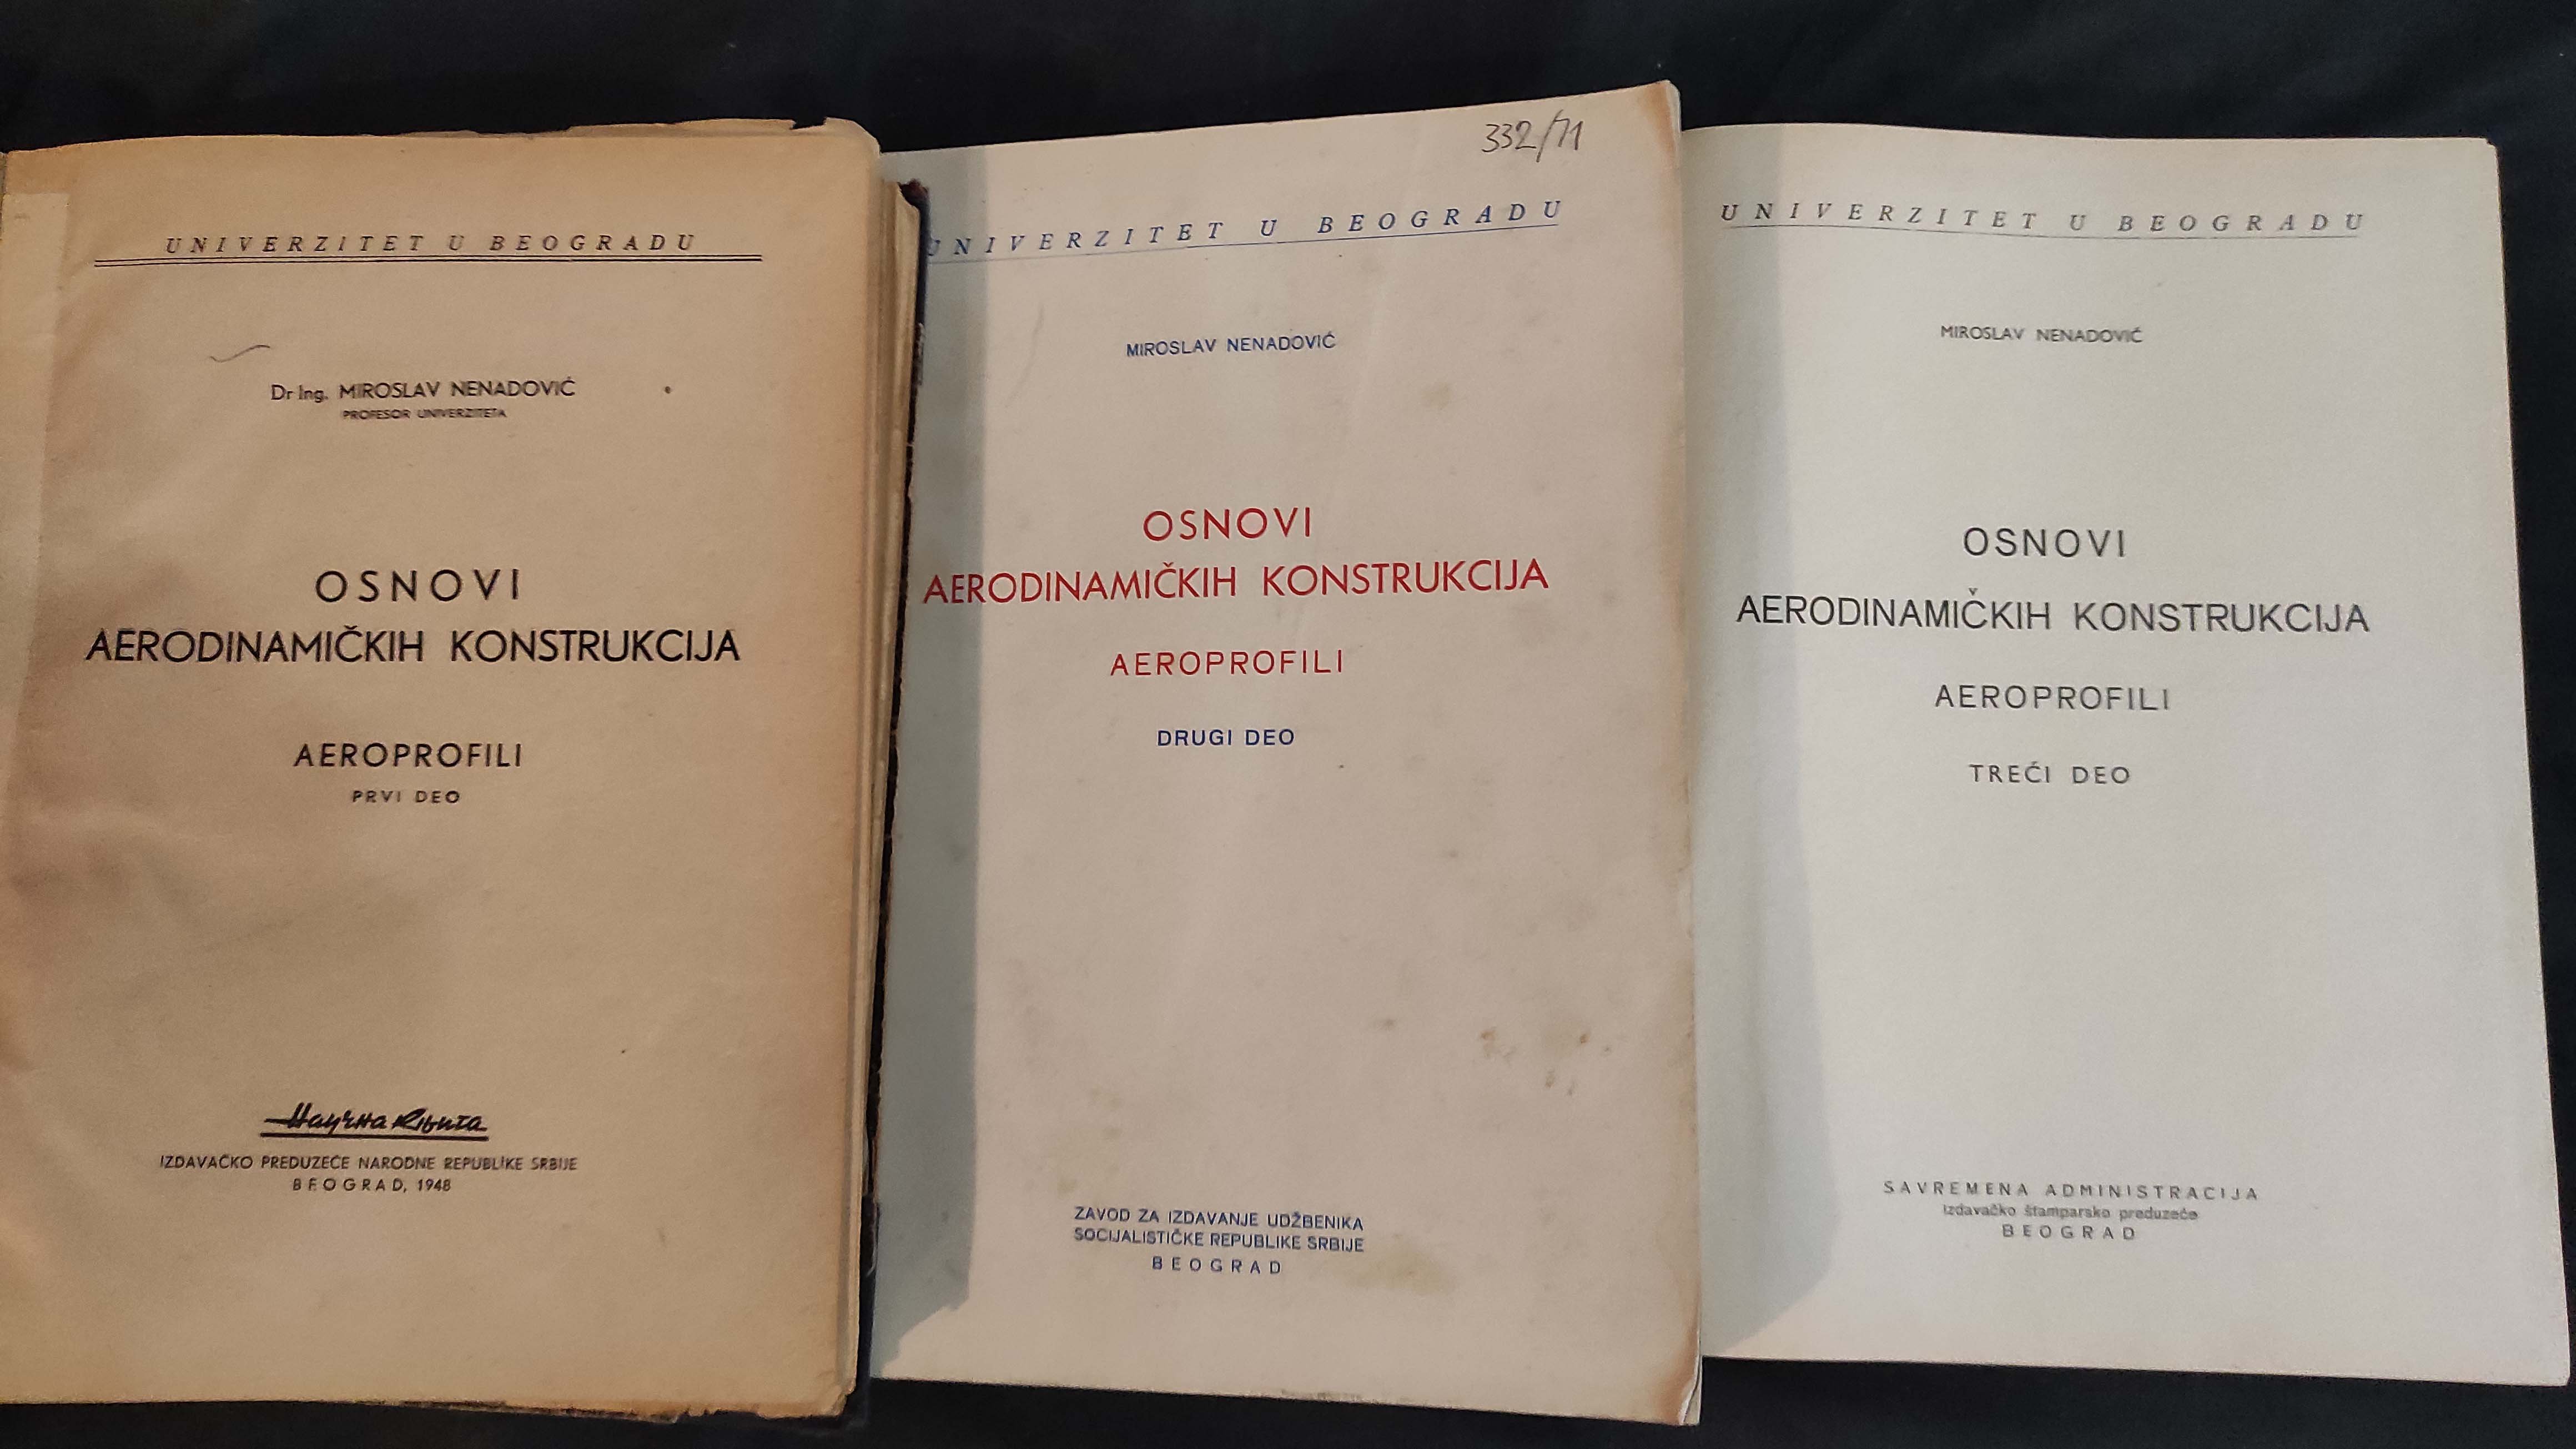 UNIVERZITET U BEOGRADU
Dr Ing. MIROSLAV NENADOVIĆ
PROFESOR UNIVERZITETA
OSNOVI
AERODINAMIČKIH KONSTRUKCIJA
AEROPROFILI
PRVI DEO
Научна књига
IZDAVAČKO PREDUZEĆE NARODNE REPUBLIKE SRBIJE
BEOGRAD, 1948
332/71
UNIVERZITET U BEOGRADU
MIROSLAV NENADOVIĆ
OSNOVI
AERODINAMIČKIH KONSTRUKCIJA
AEROPROFILI
DRUGI DEO
ZAVOD ZA IZDAVANJE UDŽBENIKA
SOCIJALISTIČKE REPUBLIKE SRBIJE
BEOGRAD
UNIVERZITET U BEOGRADU
MIROSLAV NENADOVIĆ
OSNOVI
AERODINAMIČKIH KONSTRUKCIJA
AEROPROFILI
TREĆI DEO
SAVREMENA ADMINISTRACIJA
Izdavačko štamparsko preduzeće
BEOGRAD